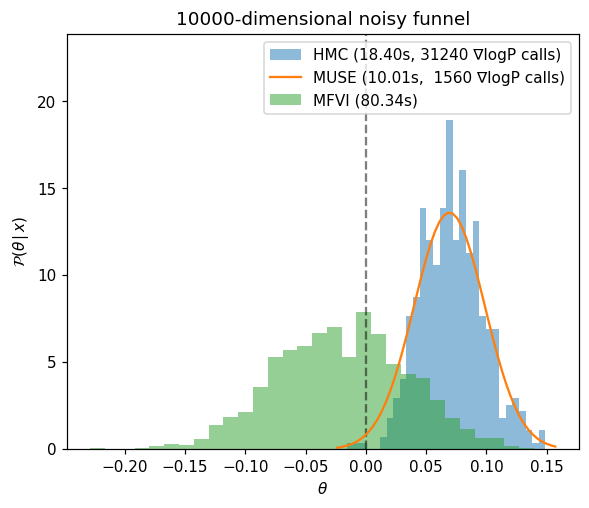 10000-dimensional noisy funnel
HMC (18.40s, 31240 ∇logP calls)
MUSE (10.01s,  1560 ∇logP calls)
MFVI (80.34s)
20
15
10
5
0
𝒫(θ | x)
−0.20 −0.15 −0.10 −0.05 0.00 0.05 0.10 0.15
θ